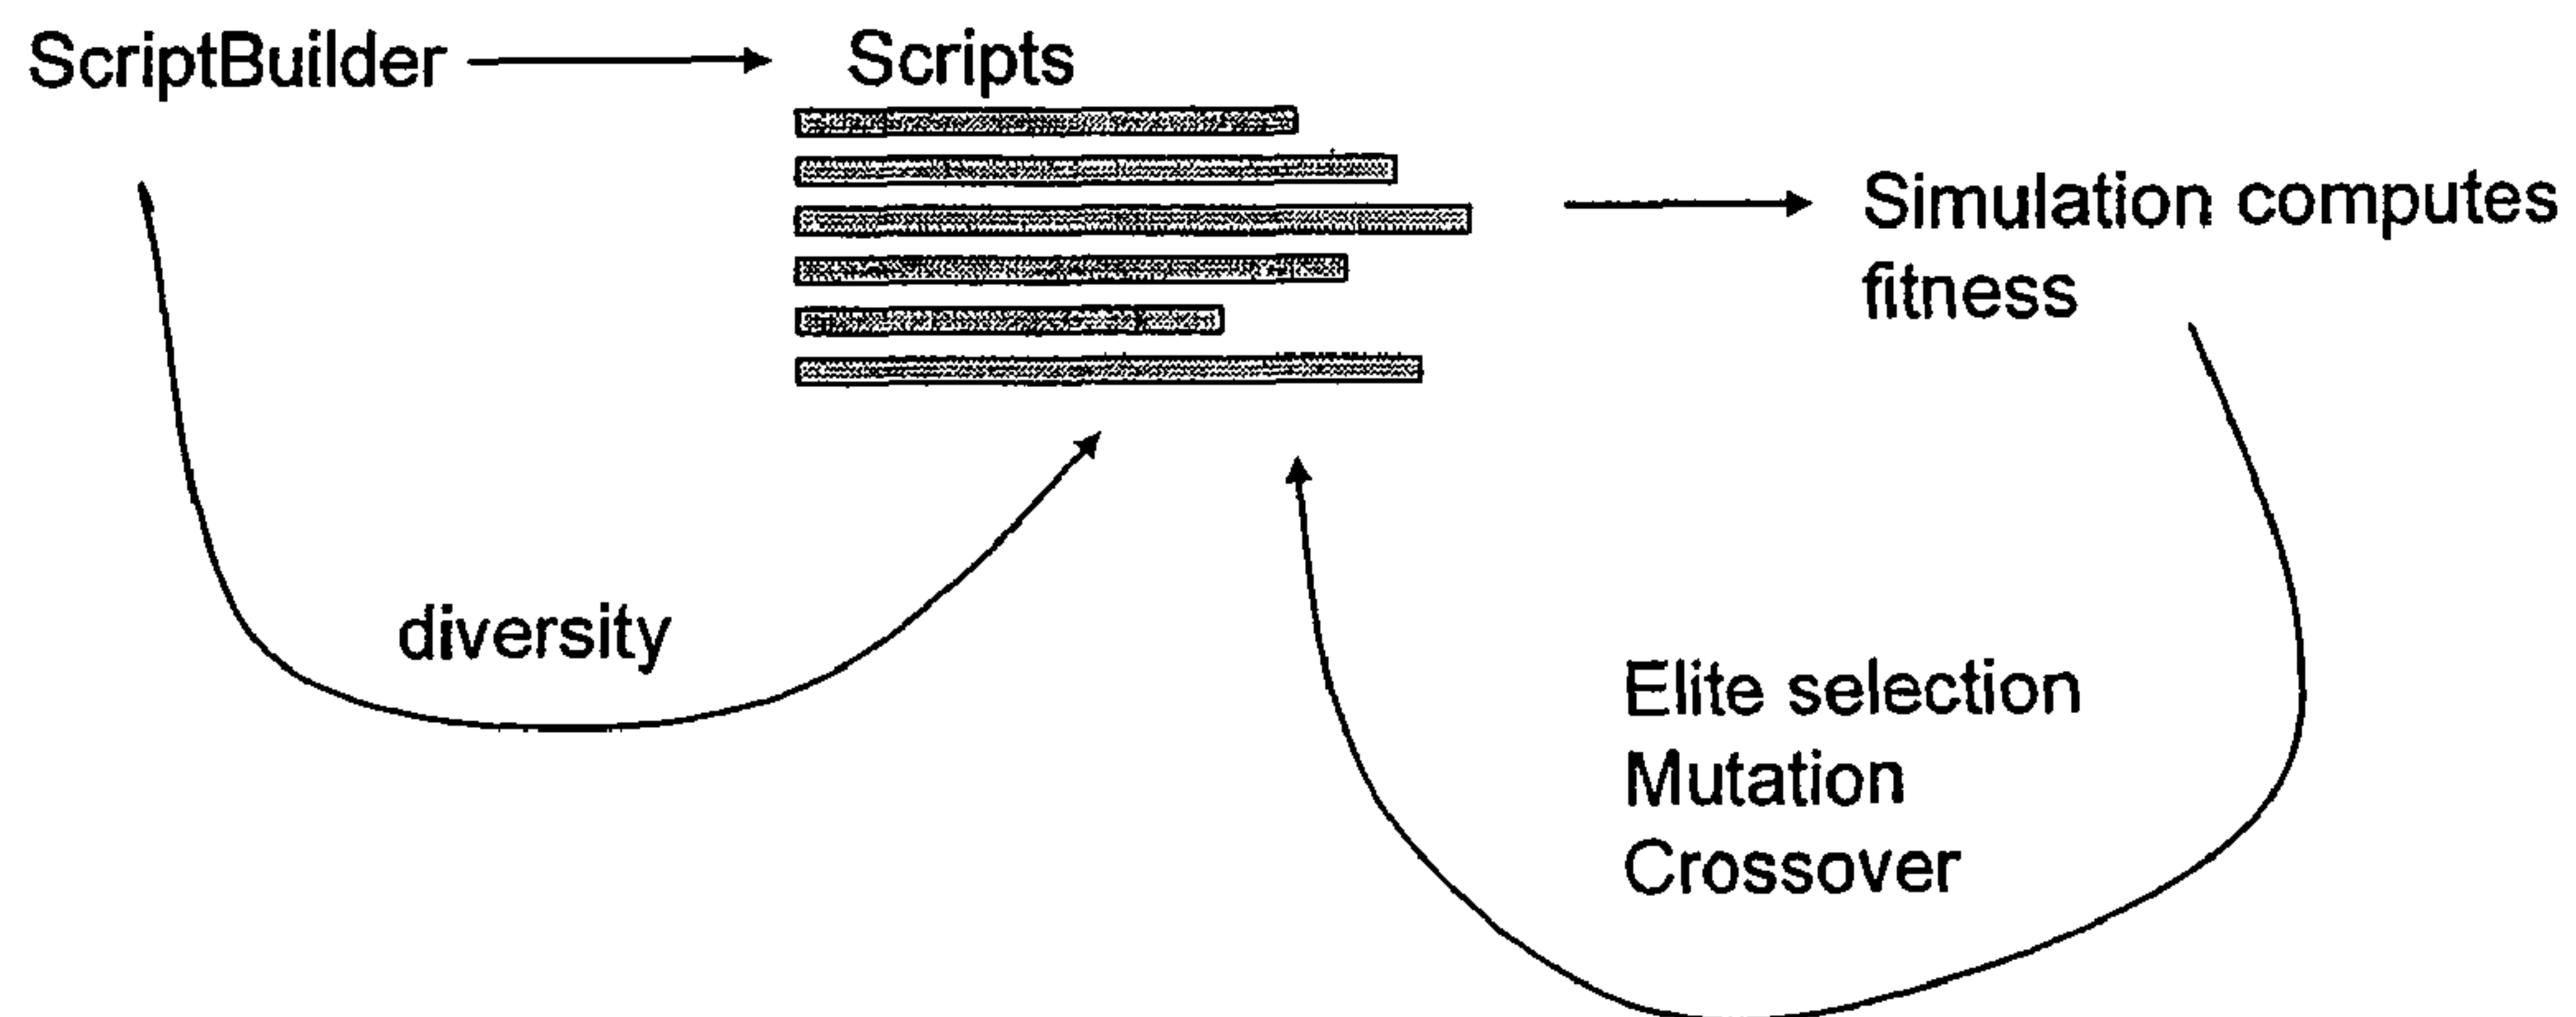 ScriptBuilder
Scripts
Simulation computes
fitness
diversity
Elite selection
Mutation
Crossover